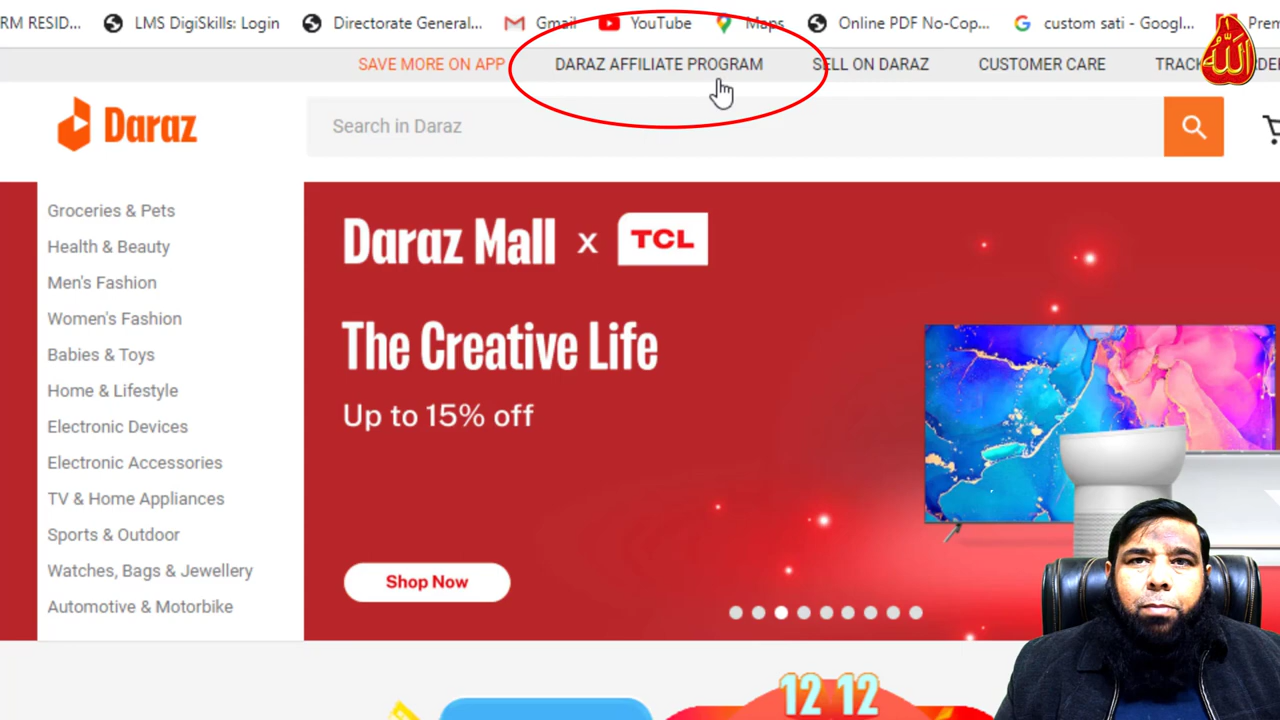 RM RESID...
LMS DigiSkills: Login
Directorate General...
Gmail
YouTube
Maps
Online PDF No-Cop...
custom sati - Googl...
Prem
SAVE MORE ON APP
DARAZ AFFILIATE PROGRAM
SELL ON DARAZ
CUSTOMER CARE
TRACK
الله
Daraz
Search in Daraz
Groceries & Pets
Health & Beauty
Men's Fashion
Women's Fashion
Babies & Toys
Home & Lifestyle
Electronic Devices
Electronic Accessories
TV & Home Appliances
Sports & Outdoor
Watches, Bags & Jewellery
Automotive & Motorbike
Daraz Mall x TCL
The Creative Life
Up to 15% off
Shop Now
12 12